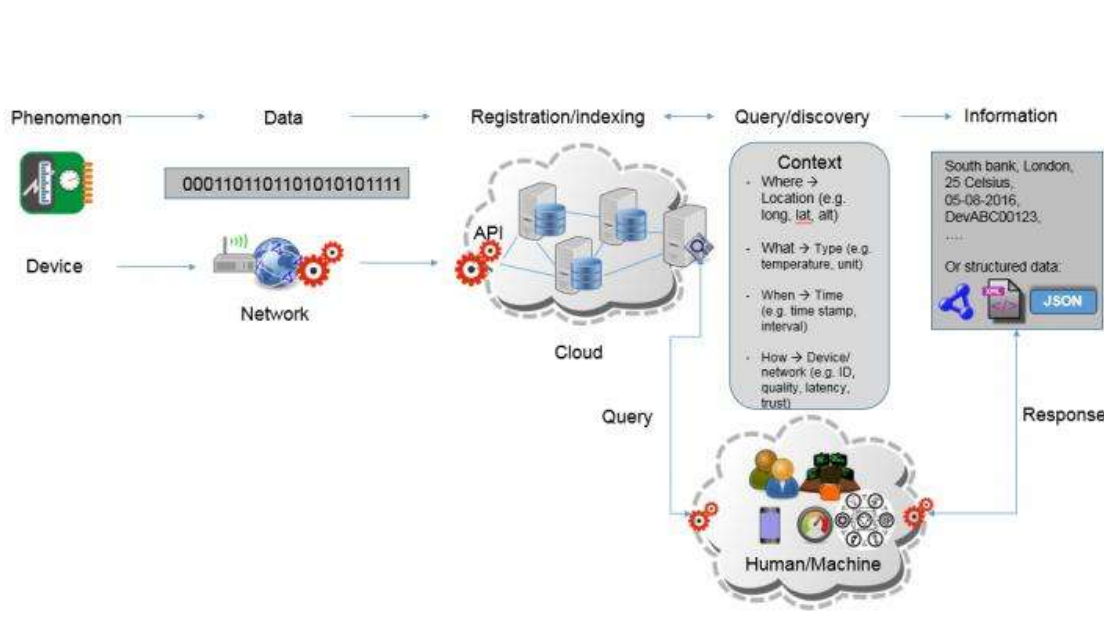 Phenomenon
Data
Registration/indexing
Query/discovery
Information
00011011011010101011111
API
Device
Network
Cloud
Context
- Where → 
Location (e.g.
long, lat, alt)
- What → Type (e.g.
temperature, unit)
- When → Time
(e.g. time stamp,
interval)
- How → Device/
network (e.g. ID,
quality, latency,
trust)
South bank, London,
25 Celsius,
05-08-2016,
DevABC00123,
....
Or structured data:
XML
</>
JSON
Query
Response
Human/Machine